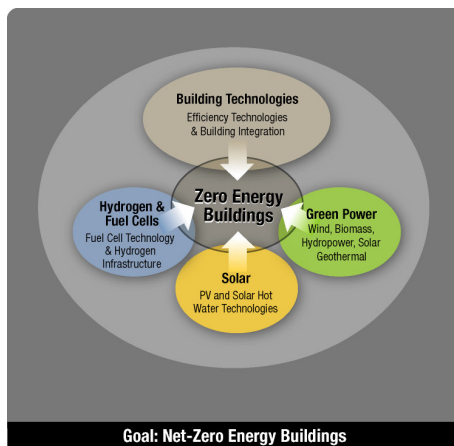 Building Technologies
Efficiency Technologies
& Building Integration
Zero Energy
Buildings
Hydrogen &
Fuel Cells
Fuel Cell Technology
& Hydrogen
Infrastructure
Green Power
Wind, Biomass,
Hydropower, Solar
Geothermal
Solar
PV and Solar Hot
Water Technologies
Goal: Net-Zero Energy Buildings